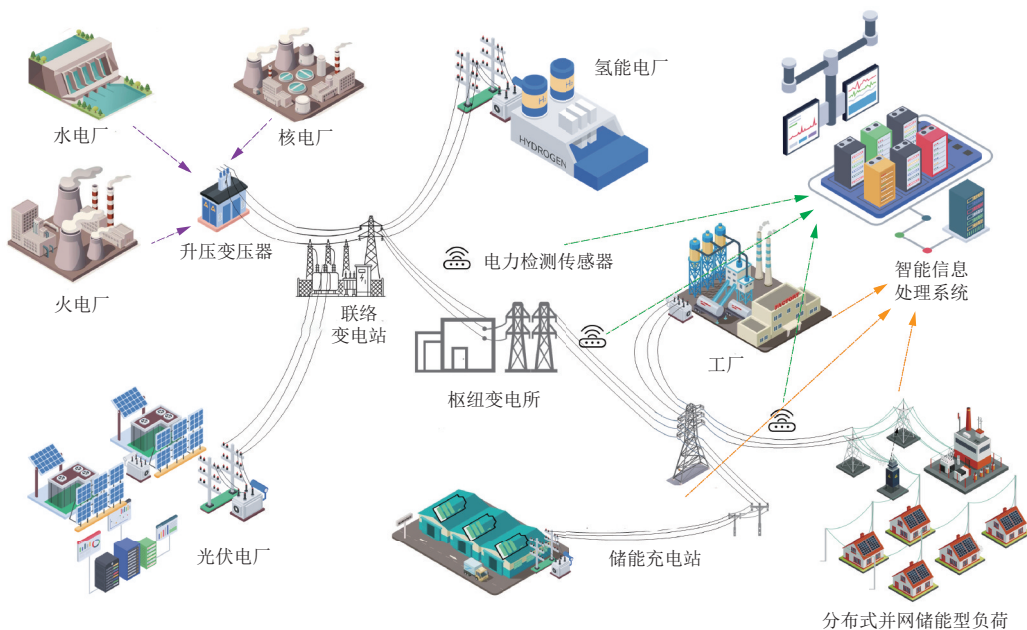 氢能电厂
水电厂
核电厂
HYDROGEN
H₂
升压变压器
电力检测传感器
智能信息
处理系统
火电厂
联络
变电站
工厂
枢纽变电所
光伏电厂
储能充电站
分布式并网储能型负荷